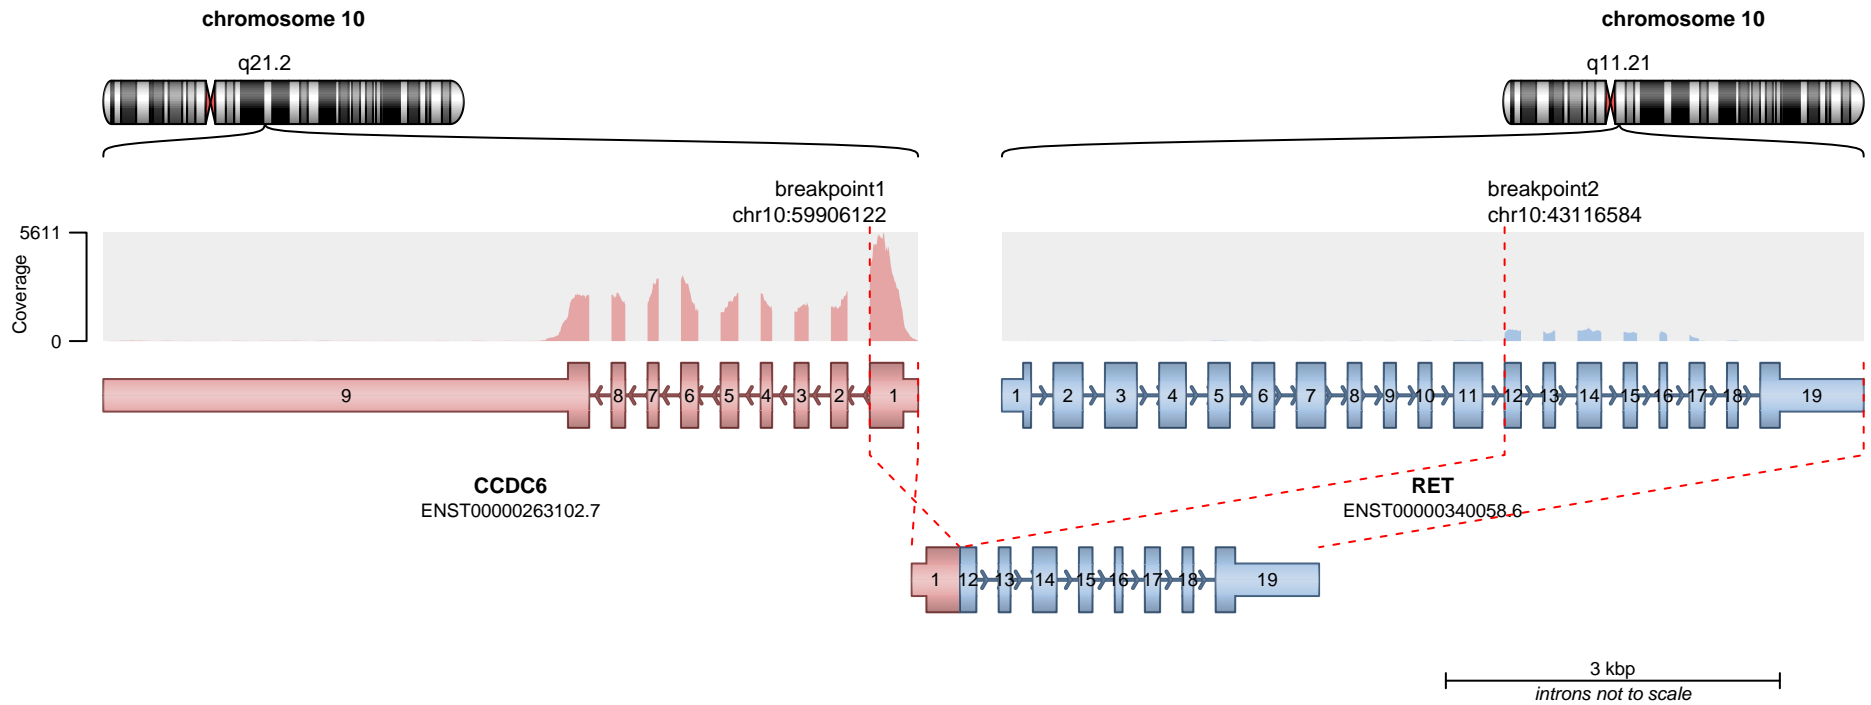 chromosome 10
chromosome 10
q21.2
q11.21
breakpoint1
chr10:59906122
breakpoint2
chr10:43116584
5611
Coverage
0
9 8 7 6 5 4 3 2 1
1 2 3 4 5 6 7 8 9 10 11 12 13 14 15 16 17 18 19
CCDC6
ENST00000263102.7
RET
ENST00000340058.6
1 12 13 14 15 16 17 18 19
3 kbp
introns not to scale